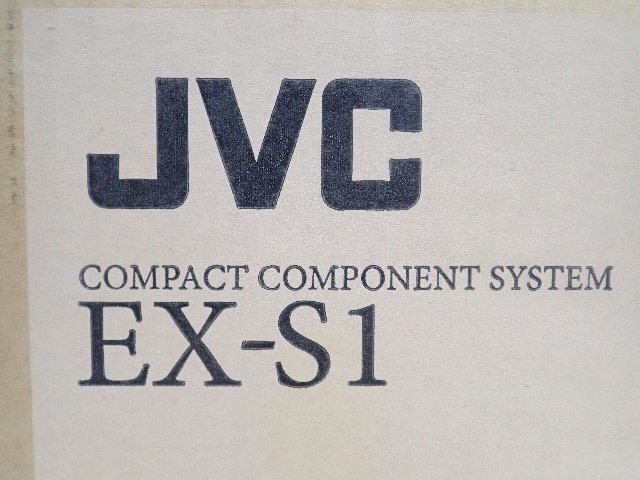 JVC
COMPACT COMPONENT SYSTEM
EX-S1